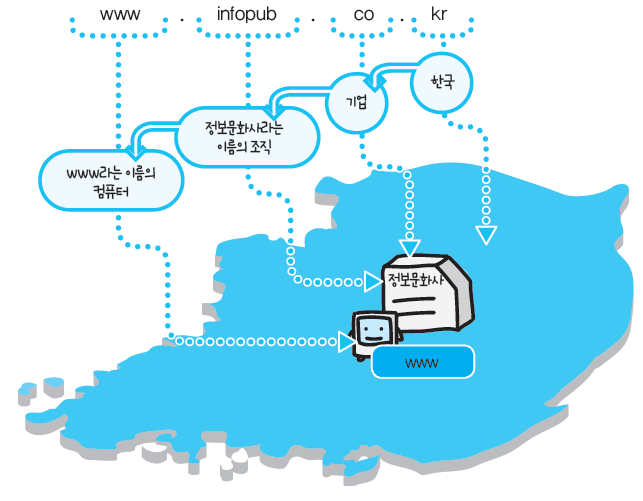 www . infopub . co . kr
한국
기업
정보문화사라는
이름의 조직
www라는 이름의
컴퓨터
정보문화사
www